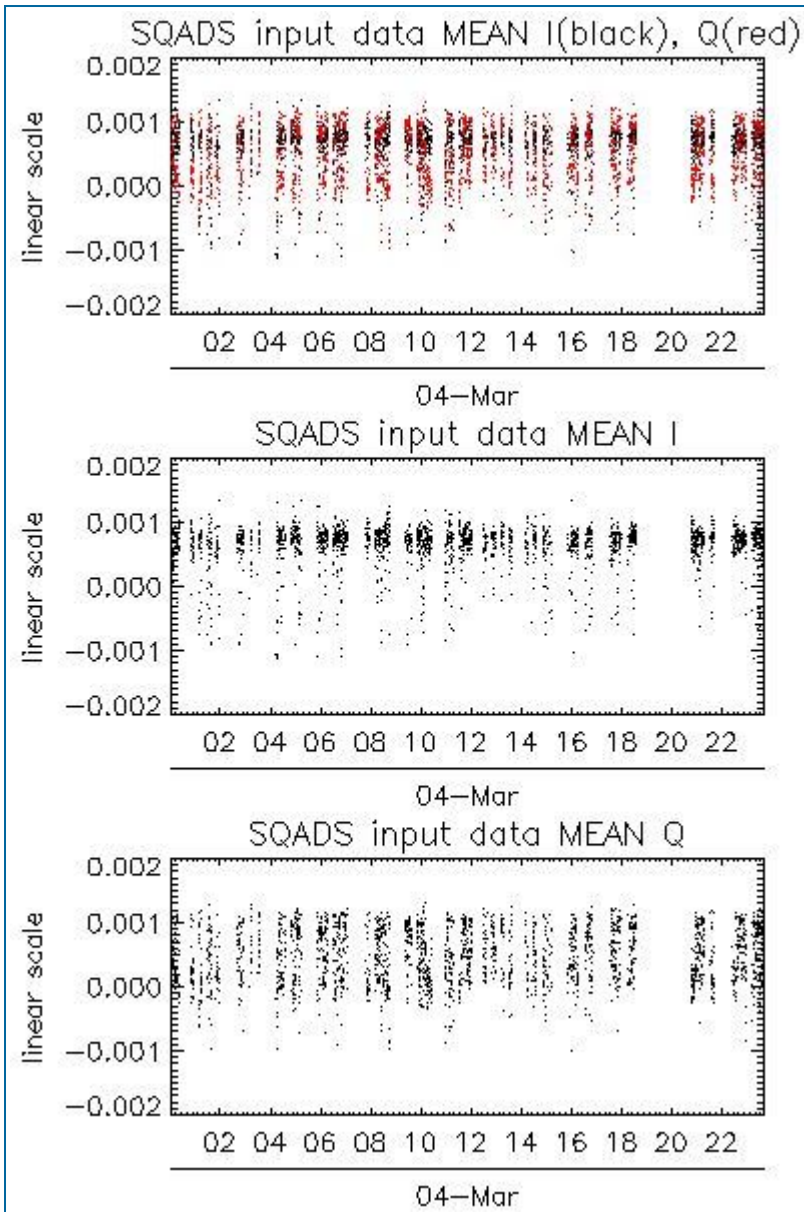 SQADS input data MEAN I(black), Q(red)
0.002
0.001
0.000
−0.001
−0.002
linear scale
02 04 06 08 10 12 14 16 18 20 22
04−Mar
SQADS input data MEAN I
0.002
0.001
0.000
−0.001
−0.002
linear scale
02 04 06 08 10 12 14 16 18 20 22
04−Mar
SQADS input data MEAN Q
0.002
0.001
0.000
−0.001
−0.002
linear scale
02 04 06 08 10 12 14 16 18 20 22
04−Mar